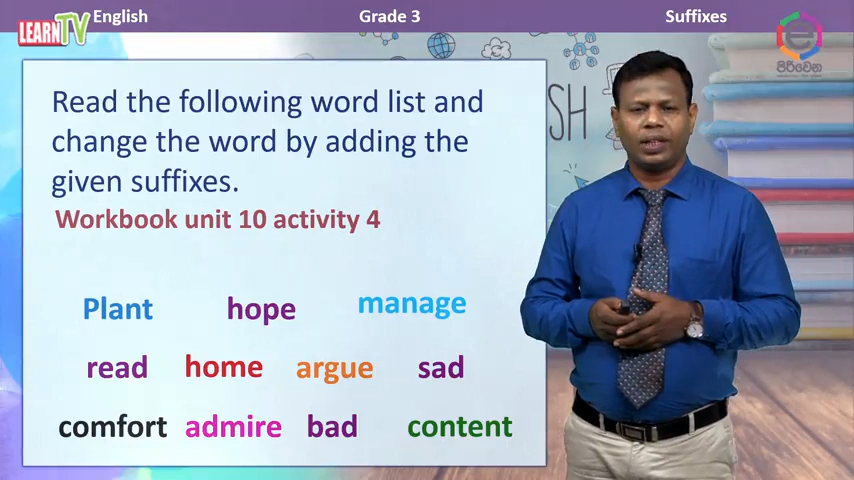 English
Grade 3
Suffixes
LEARN TV
පිරිවෙන
Read the following word list and
change the word by adding the
given suffixes.
Workbook unit 10 activity 4
Plant hope manage
read home argue sad
comfort admire bad content
SH